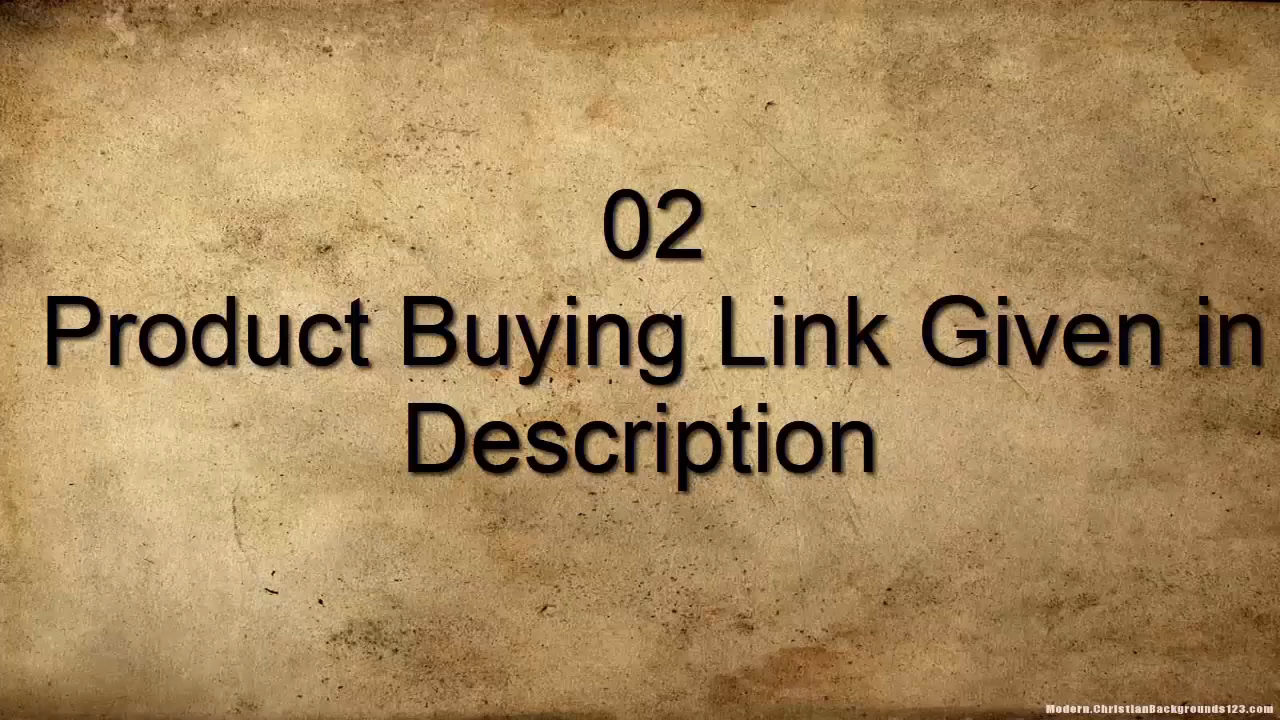 02
Product Buying Link Given in
Description
Modern.ChristianBackgrounds123.com